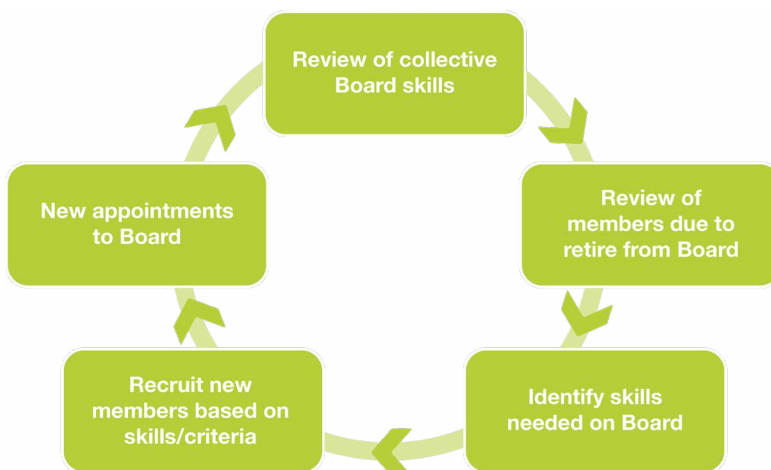 Review of collective
Board skills
Review of
members due to
retire from Board
Identify skills
needed on Board
Recruit new
members based on
skills/criteria
New appointments
to Board